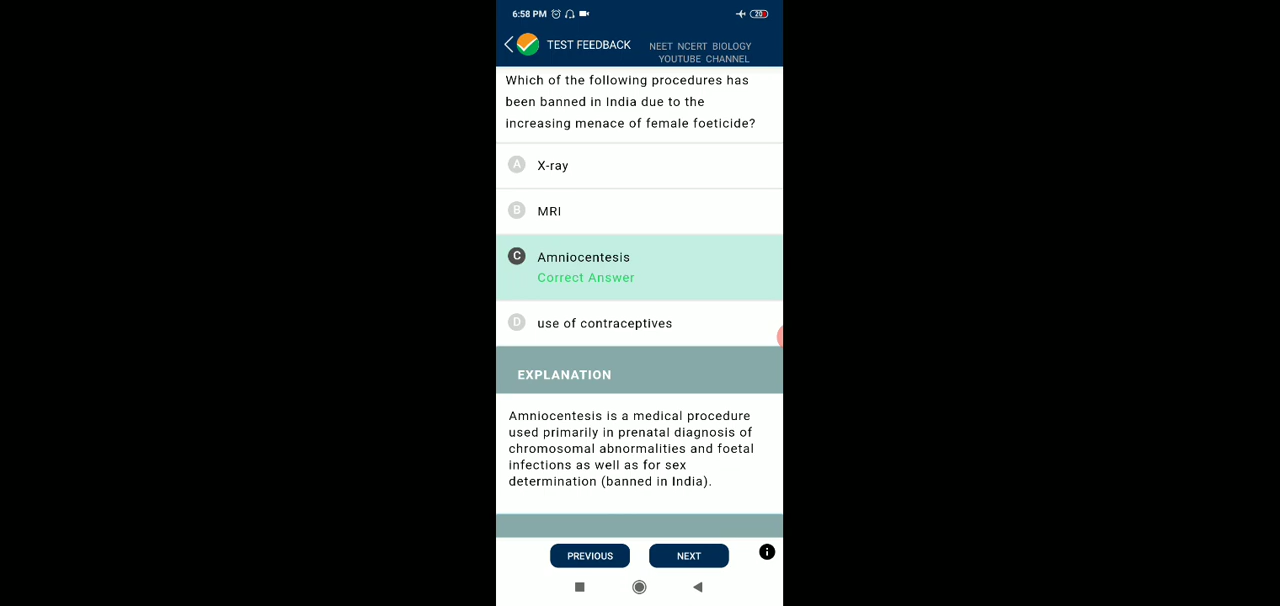 6:58 PM
20
TEST FEEDBACK
NEET NCERT BIOLOGY
YOUTUBE CHANNEL
Which of the following procedures has
been banned in India due to the
increasing menace of female foeticide?
A X-ray
B MRI
C Amniocentesis
Correct Answer
D use of contraceptives
EXPLANATION
Amniocentesis is a medical procedure
used primarily in prenatal diagnosis of
chromosomal abnormalities and foetal
infections as well as for sex
determination (banned in India).
PREVIOUS NEXT i